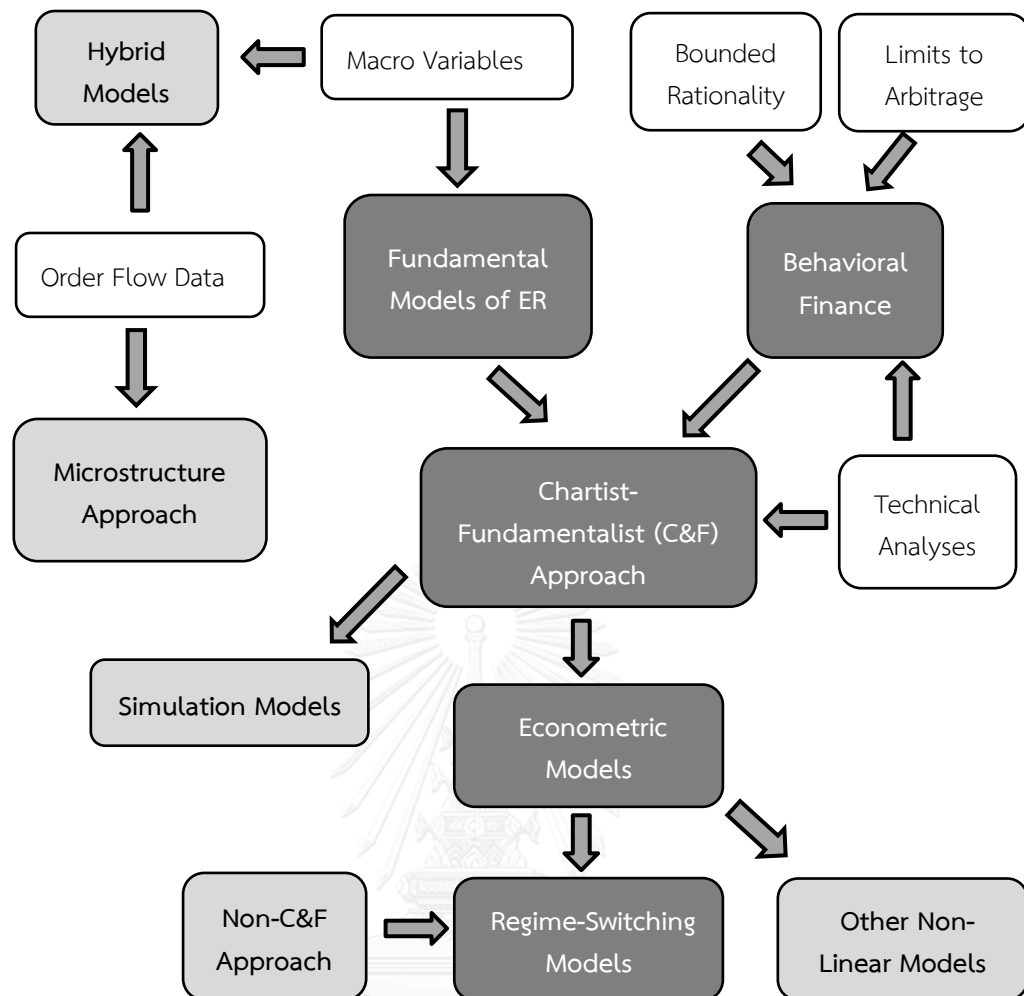 Hybrid
Models
Macro Variables
Bounded
Rationality
Limits to
Arbitrage
Order Flow Data
Fundamental
Models of ER
Behavioral
Finance
Microstructure
Approach
Chartist-
Fundamentalist (C&F)
Approach
Technical
Analyses
Simulation Models
Econometric
Models
Non-C&F
Approach
Regime-Switching
Models
Other Non-
Linear Models